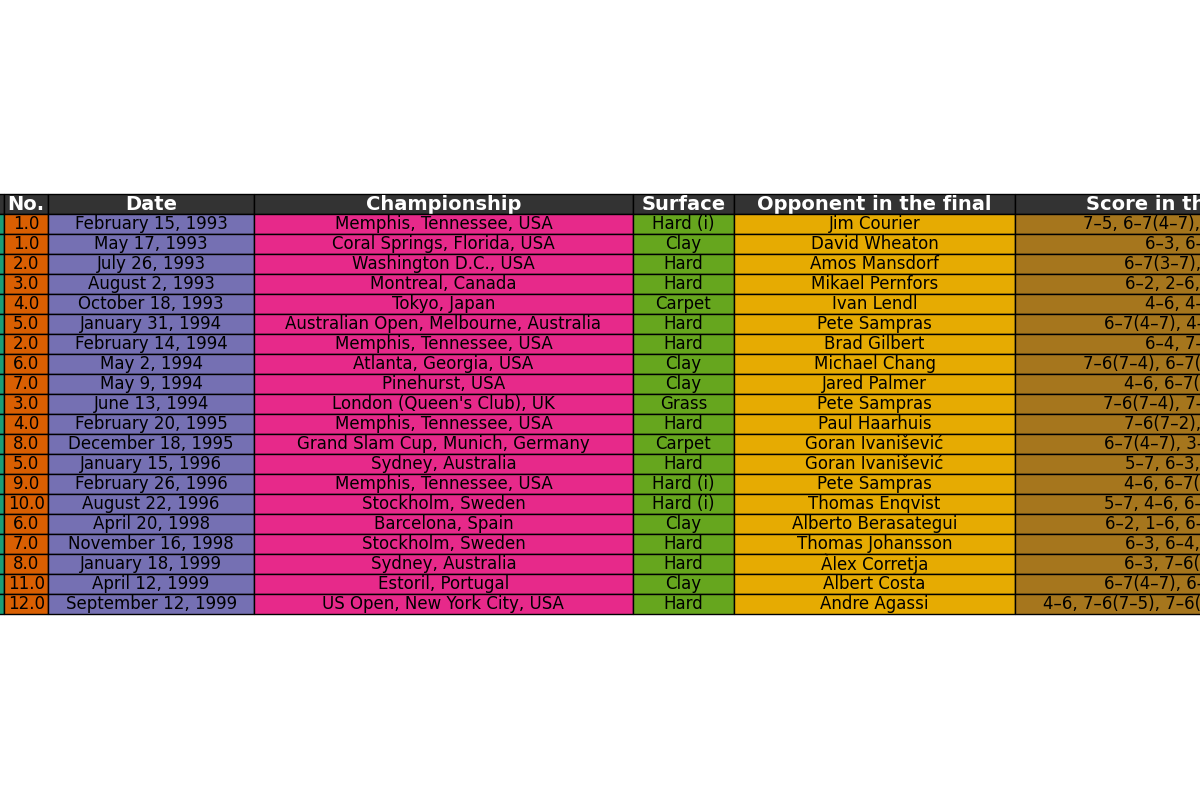 No. Date Championship Surface Opponent in the final Score in th
1.0 February 15, 1993 Memphis, Tennessee, USA Hard (i) Jim Courier 7–5, 6–7(4–7),
1.0 May 17, 1993 Coral Springs, Florida, USA Clay David Wheaton 6–3, 6–
2.0 July 26, 1993 Washington D.C., USA Hard Amos Mansdorf 6–7(3–7),
3.0 August 2, 1993 Montreal, Canada Hard Mikael Pernfors 6–2, 2–6,
4.0 October 18, 1993 Tokyo, Japan Carpet Ivan Lendl 4–6, 4–
5.0 January 31, 1994 Australian Open, Melbourne, Australia Hard Pete Sampras 6–7(4–7), 4–
2.0 February 14, 1994 Memphis, Tennessee, USA Hard Brad Gilbert 6–4, 7–
6.0 May 2, 1994 Atlanta, Georgia, USA Clay Michael Chang 7–6(7–4), 6–7(
7.0 May 9, 1994 Pinehurst, USA Clay Jared Palmer 4–6, 6–7(
3.0 June 13, 1994 London (Queen's Club), UK Grass Pete Sampras 7–6(7–4), 7–
4.0 February 20, 1995 Memphis, Tennessee, USA Hard Paul Haarhuis 7–6(7–2),
8.0 December 18, 1995 Grand Slam Cup, Munich, Germany Carpet Goran Ivanišević 6–7(4–7), 3–
5.0 January 15, 1996 Sydney, Australia Hard Goran Ivanišević 5–7, 6–3,
9.0 February 26, 1996 Memphis, Tennessee, USA Hard (i) Pete Sampras 4–6, 6–7(
10.0 August 22, 1996 Stockholm, Sweden Hard (i) Thomas Enqvist 5–7, 4–6, 6–
6.0 April 20, 1998 Barcelona, Spain Clay Alberto Berasategui 6–2, 1–6, 6–
7.0 November 16, 1998 Stockholm, Sweden Hard Thomas Johansson 6–3, 6–4,
8.0 January 18, 1999 Sydney, Australia Hard Àlex Corretja 6–3, 7–6(
11.0 April 12, 1999 Estoril, Portugal Clay Albert Costa 6–7(4–7), 6–
12.0 September 12, 1999 US Open, New York City, USA Hard Andre Agassi 4–6, 7–6(7–5), 7–6(